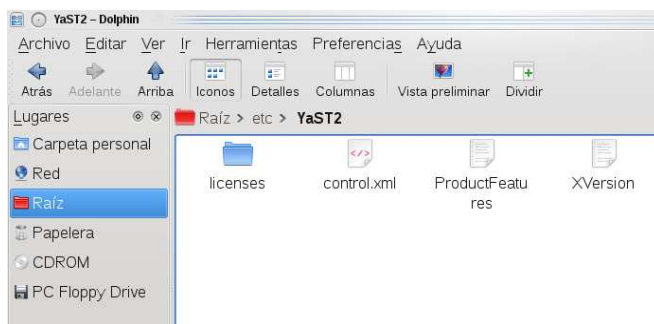 YaST2 – Dolphin
Archivo Editar Ver Ir Herramientas Preferencias Ayuda
Atrás Adelante Arriba Iconos Detalles Columnas Vista preliminar Dividir
Lugares
Raíz > etc > YaST2
Carpeta personal
Red
Raíz
Papelera
CDROM
PC Floppy Drive
licenses
control.xml
ProductFeatu
res
XVersion